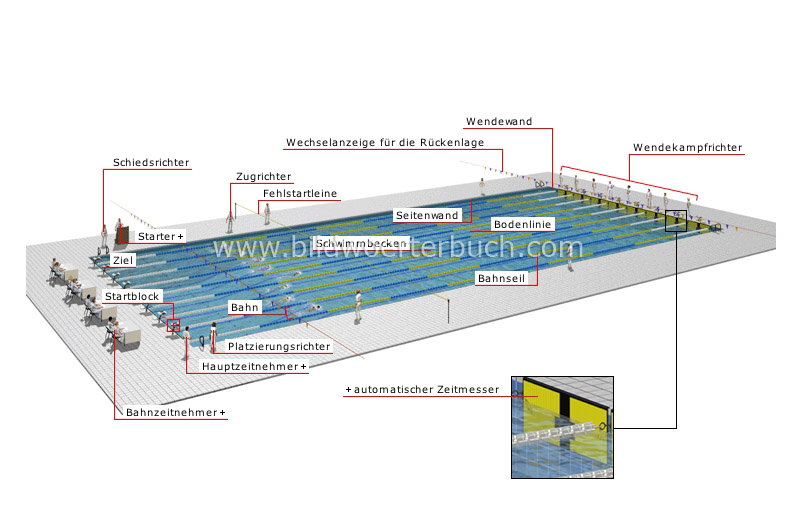 Wendewand
Wechselanzeige für die Rückenlage
Wendekampfrichter
Schiedsrichter
Zugrichter
Fehlstartleine
Seitenwand
Bodenlinie
Starter +
Schwimmbecken
www.bildwoerterbuch.com
Ziel
Bahnseil
Startblock
Bahn
Platzierungsrichter
Hauptzeitnehmer +
+ automatischer Zeitmesser
Bahnzeitnehmer +